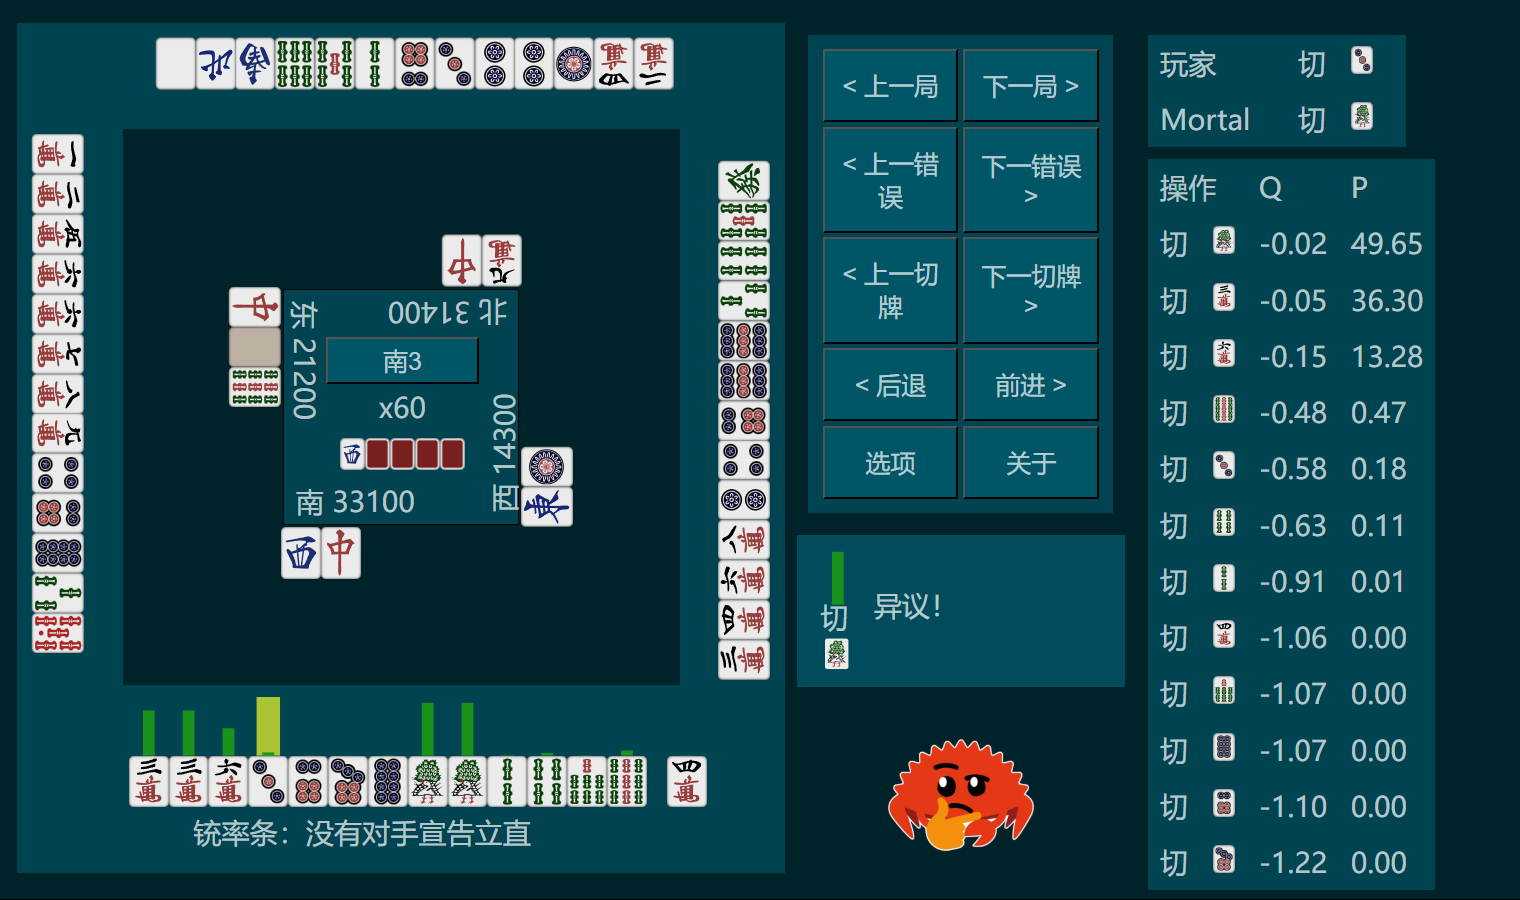 北 31400
东 21200
南3
x60
西 14300
南 33100
铳率条：没有对手宣告立直
< 上一局
下一局 >
< 上一错
误
下一错误
>
< 上一切
牌
下一切牌
>
< 后退
前进 >
选项
关于
切
异议！
玩家 切
Mortal 切
操作 Q P
切 -0.02 49.65
切 -0.05 36.30
切 -0.15 13.28
切 -0.48 0.47
切 -0.58 0.18
切 -0.63 0.11
切 -0.91 0.01
切 -1.06 0.00
切 -1.07 0.00
切 -1.07 0.00
切 -1.10 0.00
切 -1.22 0.00